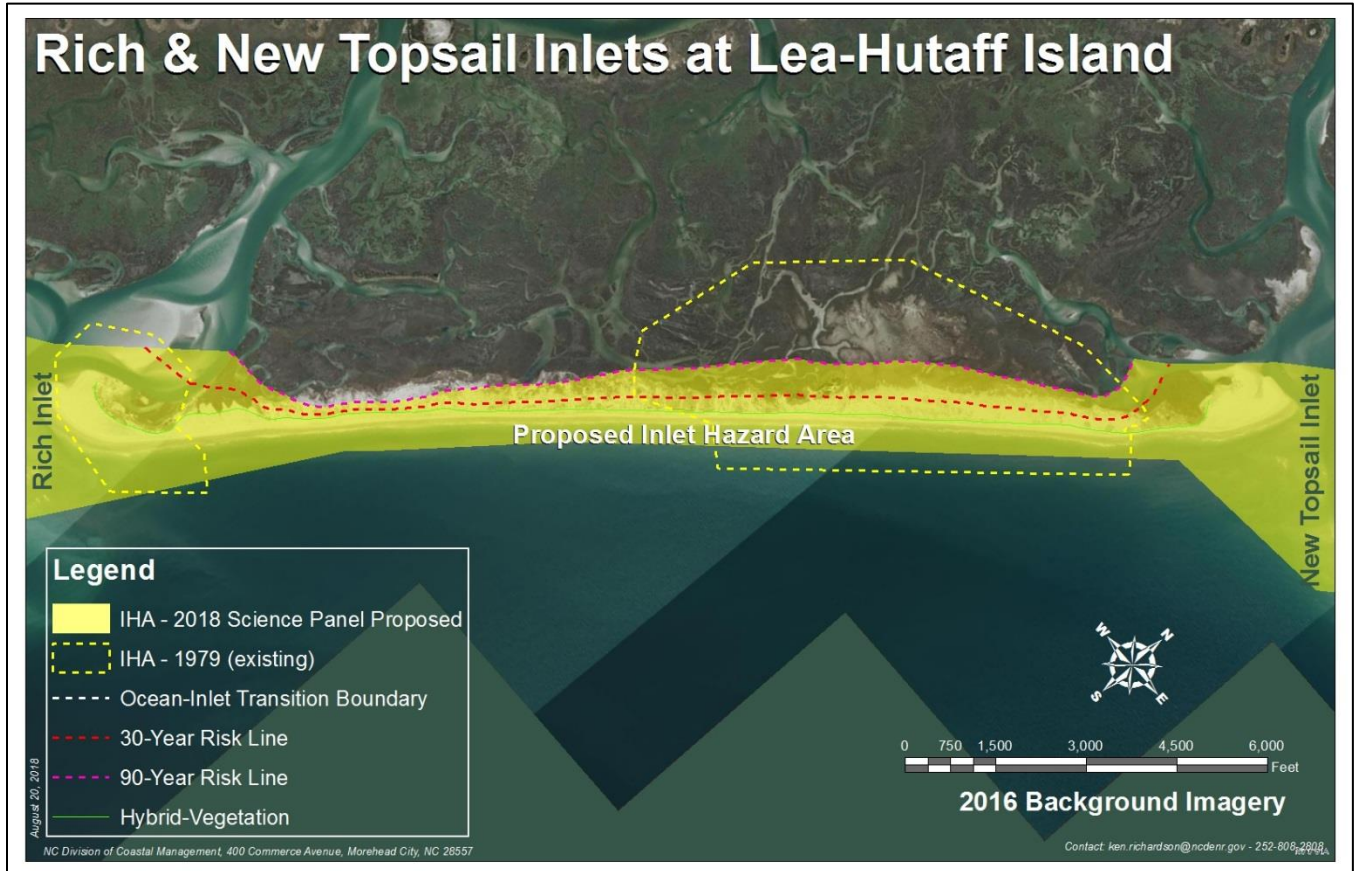 Rich & New Topsail Inlets at Lea-Hutaff Island
Rich Inlet
Proposed Inlet Hazard Area
New Topsail Inlet
Legend
IHA - 2018 Science Panel Proposed
IHA - 1979 (existing)
Ocean-Inlet Transition Boundary
30-Year Risk Line
90-Year Risk Line
Hybrid-Vegetation
W N
S E
0 750 1,500 3,000 4,500 6,000
Feet
2016 Background Imagery
August 20, 2018
NC Division of Coastal Management, 400 Commerce Avenue, Morehead City, NC 28557
Contact: ken.richardson@ncdenr.gov - 252-808-2808